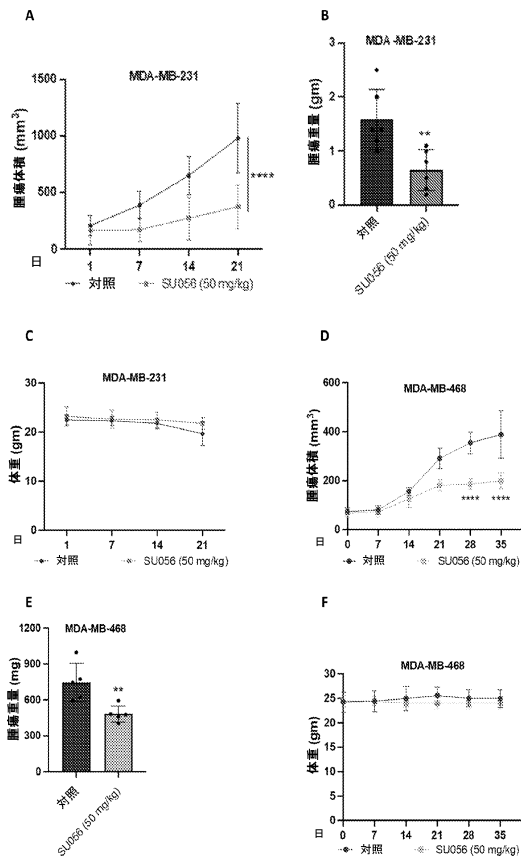 A
MDA-MB-231
腫瘍体積 (mm³)
1500
1000
500
0
****
日
1 7 14 21
対照 SU056 (50 mg/kg)
B
MDA-MB-231
腫瘍重量 (gm)
3
2
1
0
**
対照
SU056 (50 mg/kg)
C
MDA-MB-231
体重 (gm)
30
20
10
0
日
1 7 14 21
対照 SU056 (50 mg/kg)
D
MDA-MB-468
腫瘍体積 (mm³)
600
400
200
0
**** ****
日
0 7 14 21 28 35
対照 SU056 (50 mg/kg)
E
MDA-MB-468
腫瘍重量 (mg)
1200
900
600
300
0
**
対照
SU056 (50 mg/kg)
F
MDA-MB-468
体重 (gm)
30
25
20
15
10
5
0
日
0 7 14 21 28 35
対照 SU056 (50 mg/kg)